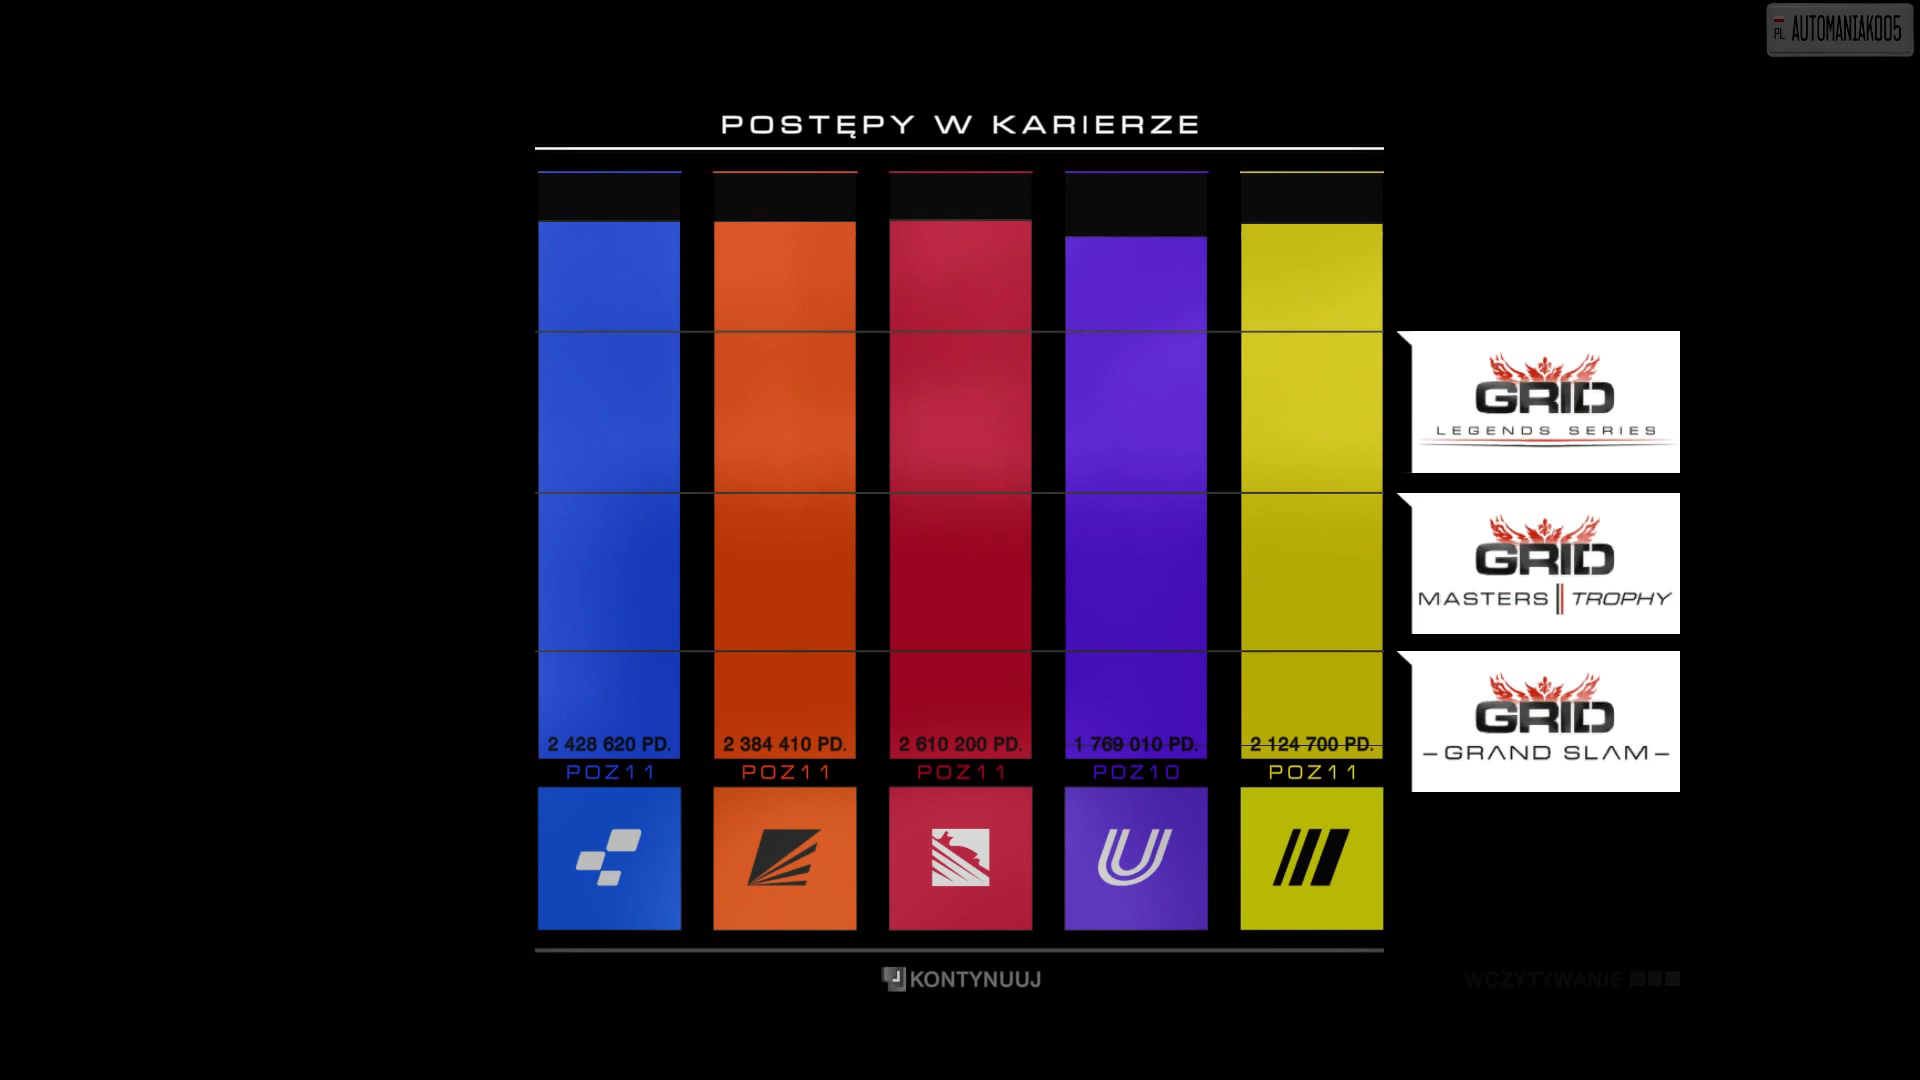 PL AUTOMANIAK005
POSTĘPY W KARIERZE
2 428 620 PD.
2 384 410 PD.
2 610 200 PD.
1 769 010 PD.
2 124 700 PD.
POZ11
POZ11
POZ11
POZ10
POZ11
GRID
LEGENDS SERIES
GRID
MASTERS TROPHY
GRID
–GRAND SLAM–
KONTYNUUJ
WCZYTYWANIE